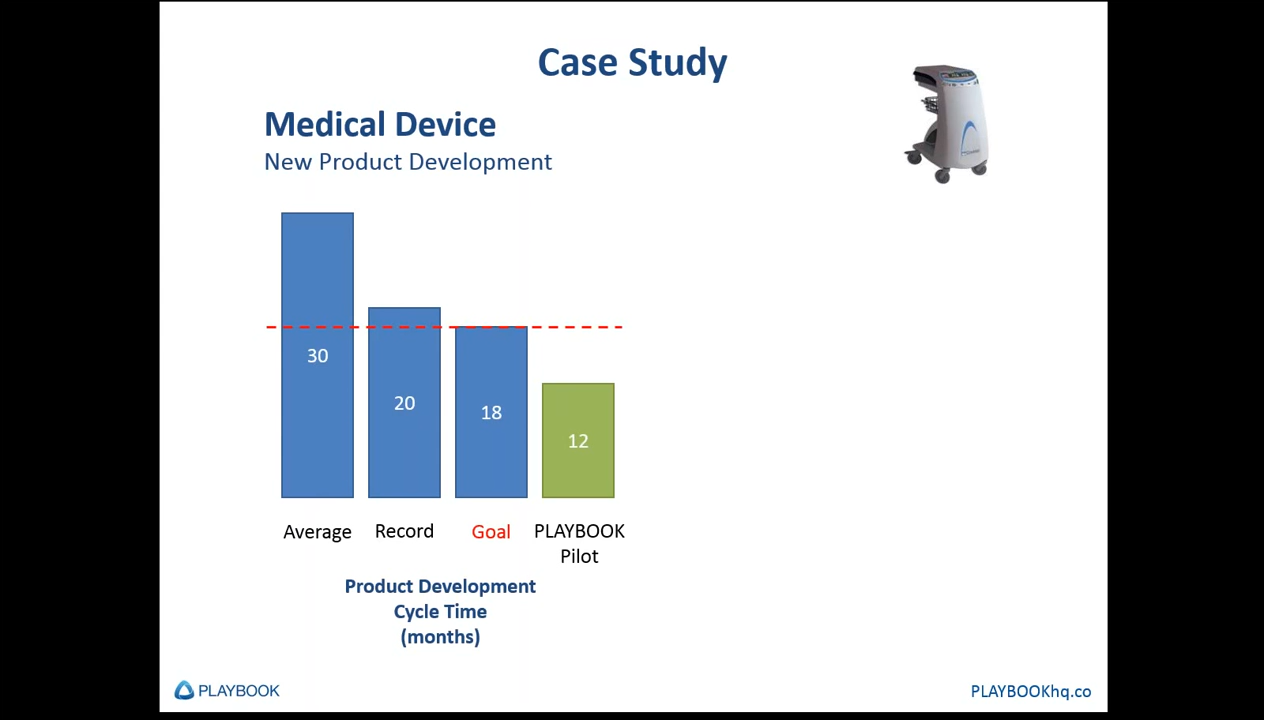 Case Study
Medical Device
New Product Development
30
20
18
12
Average
Record
Goal
PLAYBOOK
Pilot
Product Development
Cycle Time
(months)
PLAYBOOK
PLAYBOOKhq.co